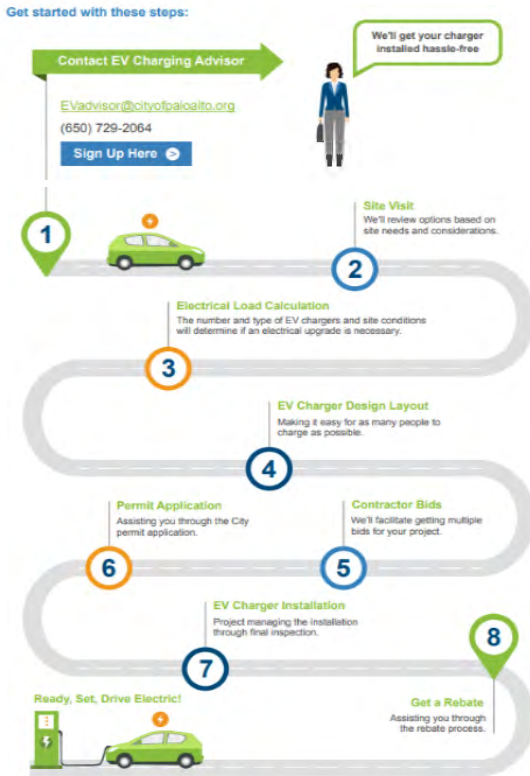 Get started with these steps:
We'll get your charger
installed hassle-free
Contact EV Charging Advisor
EVadvisor@cityofpaloalto.org
(650) 729-2064
Sign Up Here
1
Site Visit
We'll review options based on
site needs and considerations.
2
Electrical Load Calculation
The number and type of EV chargers and site conditions
will determine if an electrical upgrade is necessary.
3
EV Charger Design Layout
Making it easy for as many people to
charge as possible.
4
Contractor Bids
We'll facilitate getting multiple
bids for your project.
5
Permit Application
Assisting you through the City
permit application.
6
EV Charger Installation
Project managing the installation
through final inspection.
7
8
Get a Rebate
Assisting you through
the rebate process.
Ready, Set, Drive Electric!